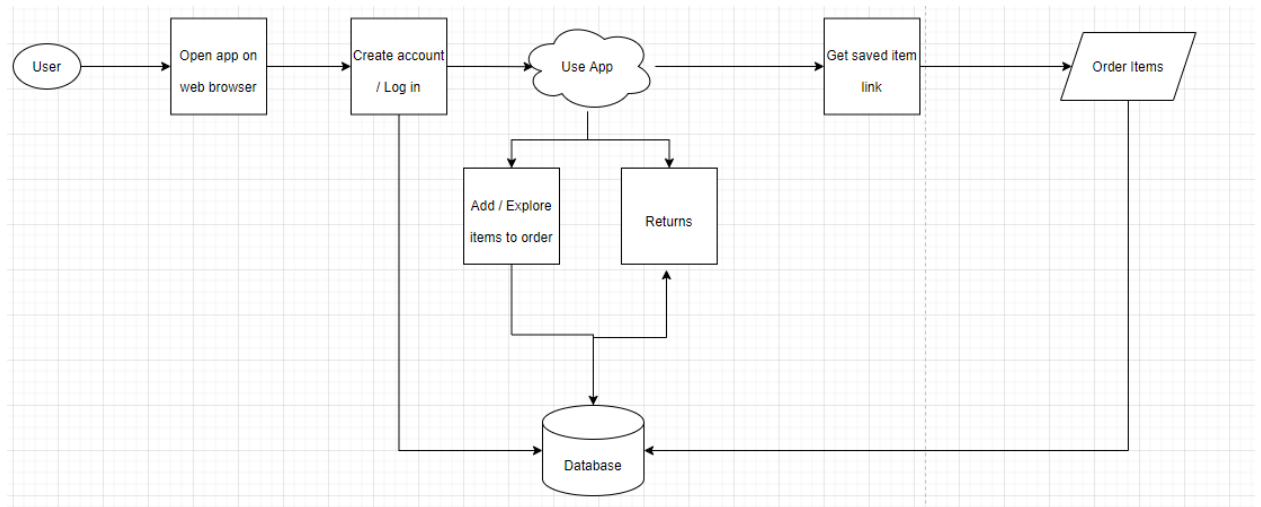 User
Open app on
web browser
Create account
/ Log in
Use App
Get saved item
link
Order Items
Add / Explore
items to order
Returns
Database